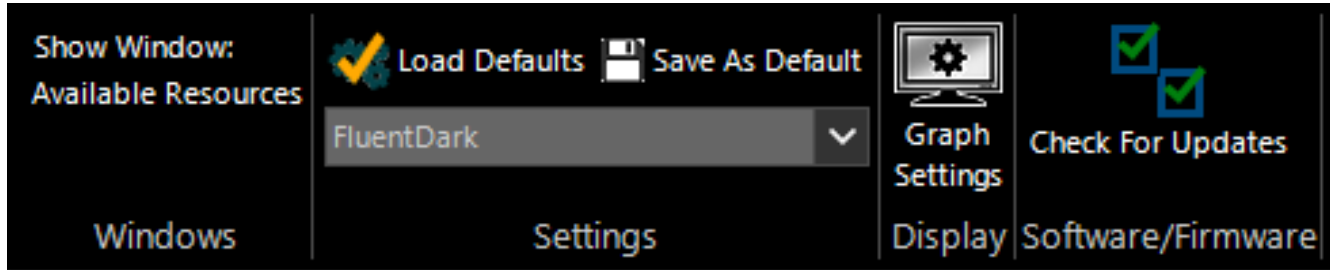 Show Window:
Available Resources
Windows
Load Defaults
Save As Default
FluentDark
Settings
Graph
Settings
Display
Check For Updates
Software/Firmware